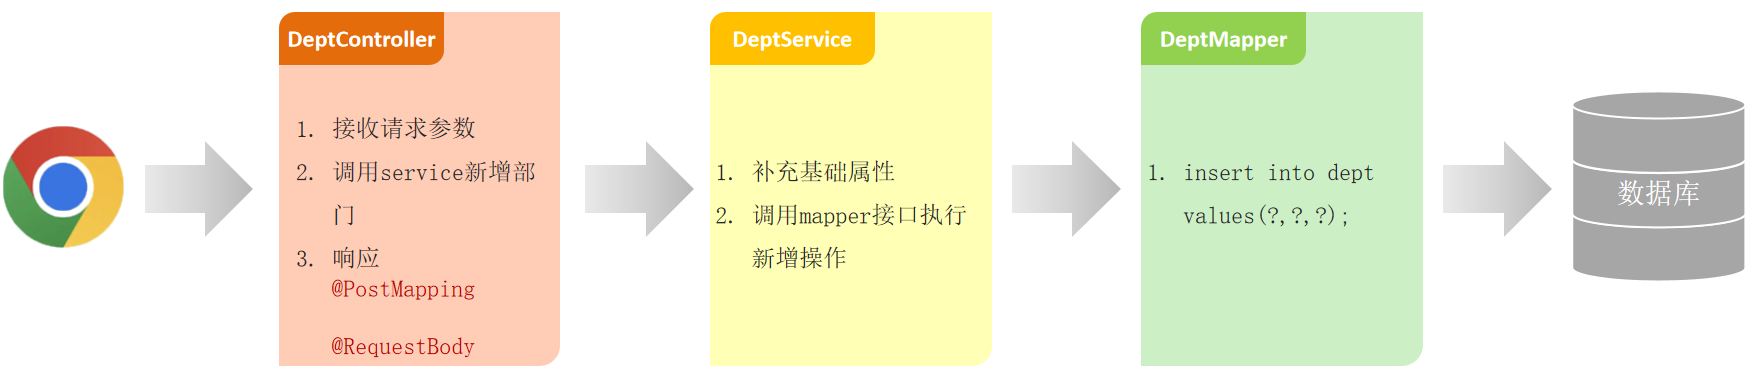 DeptController
1. 接收请求参数
2. 调用service新增部
门
3. 响应
@PostMapping
@RequestBody
DeptService
1. 补充基础属性
2. 调用mapper接口执行
新增操作
DeptMapper
1. insert into dept
values(?,?,?);
数据库